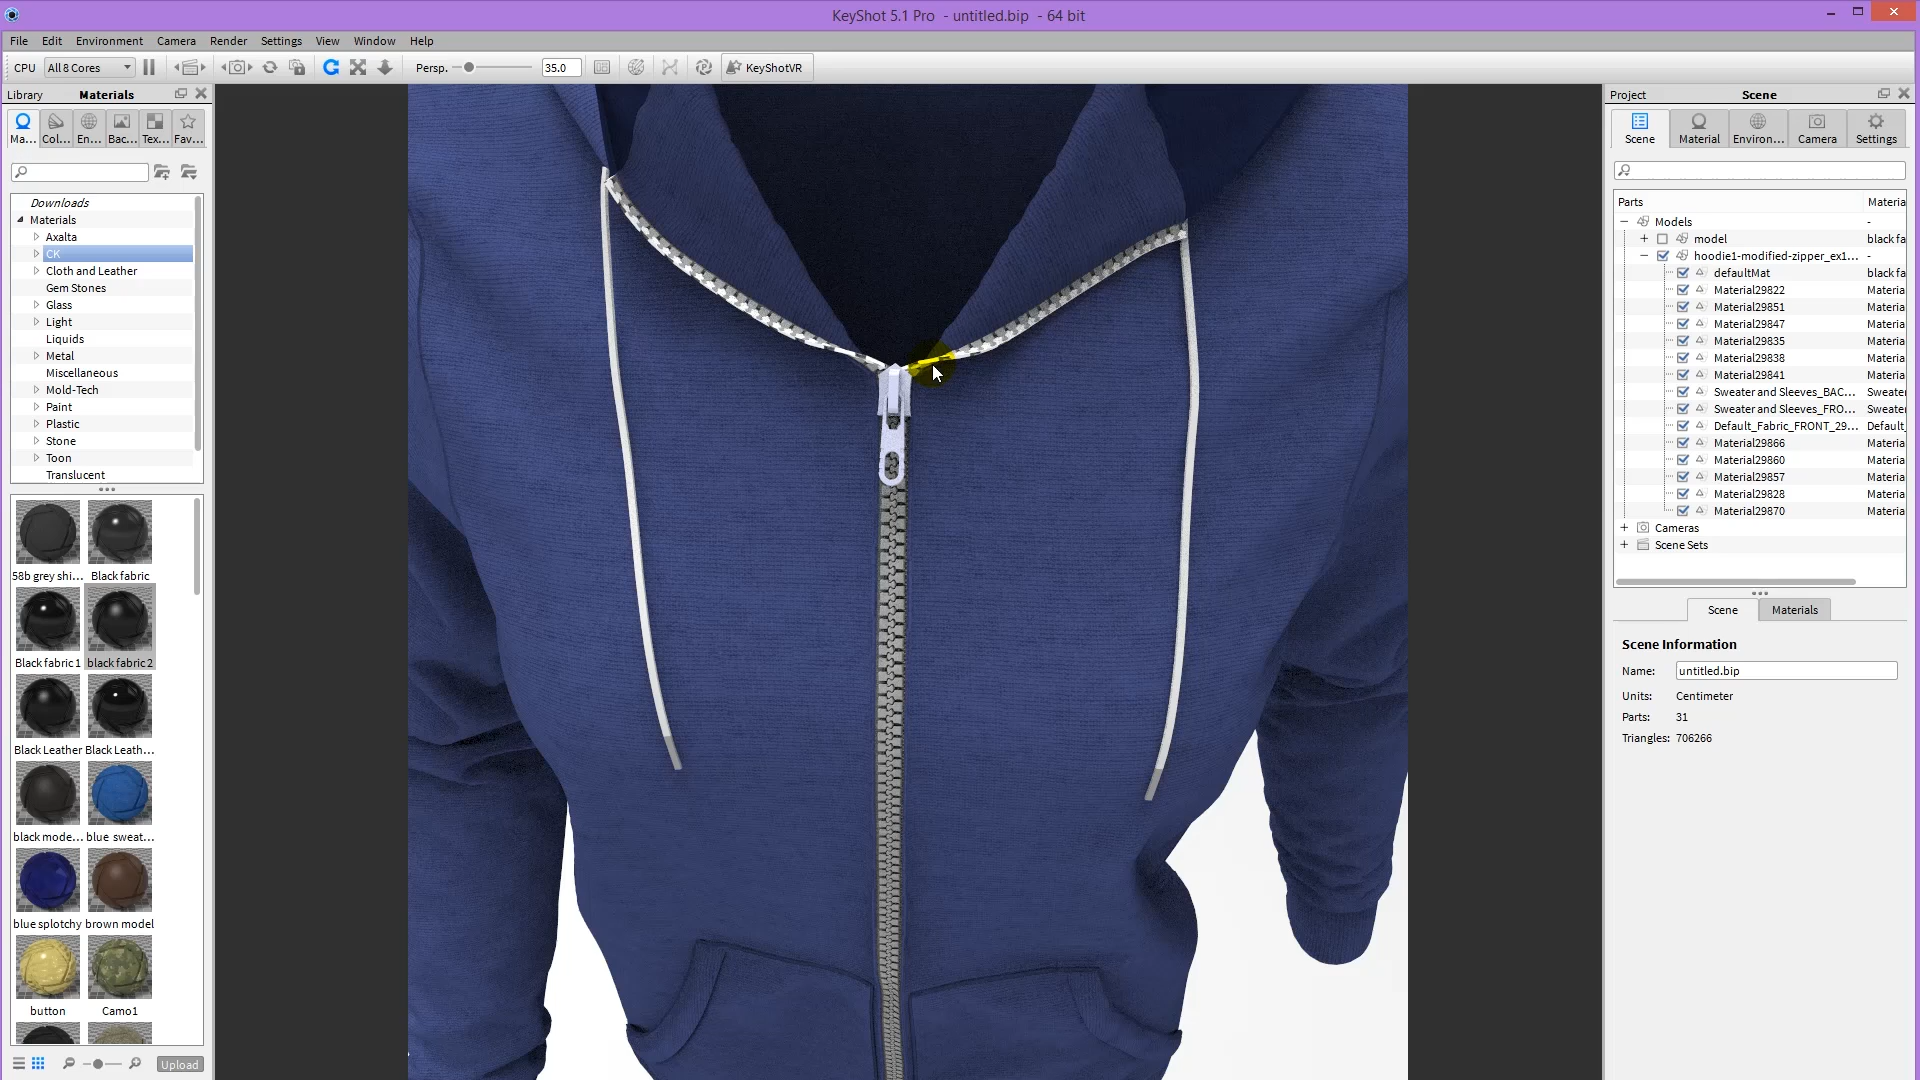 KeyShot 5.1 Pro - untitled.bip - 64 bit
File Edit Environment Camera Render Settings View Window Help
CPU All 8 Cores Persp. 35.0 KeyShotVR
Library Materials
Ma... Col... En... Bac... Tex... Fav...
Downloads
Materials
Axalta
CK
Cloth and Leather
Gem Stones
Glass
Light
Liquids
Metal
Miscellaneous
Mold-Tech
Paint
Plastic
Stone
Toon
Translucent
58b grey shi... Black fabric
Black fabric 1 black fabric 2
Black Leather Black Leath...
black mode... blue sweat...
blue splotchy brown model
button Camo1
Upload
Project Scene
Scene Material Environ... Camera Settings
Parts Materia
Models -
model black fa
hoodie1-modified-zipper_ex1... -
defaultMat black fa
Material29822 Materia
Material29851 Materia
Material29847 Materia
Material29835 Materia
Material29838 Materia
Material29841 Materia
Sweater and Sleeves_BAC... Sweater
Sweater and Sleeves_FRO... Sweater
Default_Fabric_FRONT_29... Default_
Material29866 Materia
Material29860 Materia
Material29857 Materia
Material29828 Materia
Material29870 Materia
Cameras
Scene Sets
Scene Materials
Scene Information
Name: untitled.bip
Units: Centimeter
Parts: 31
Triangles: 706266